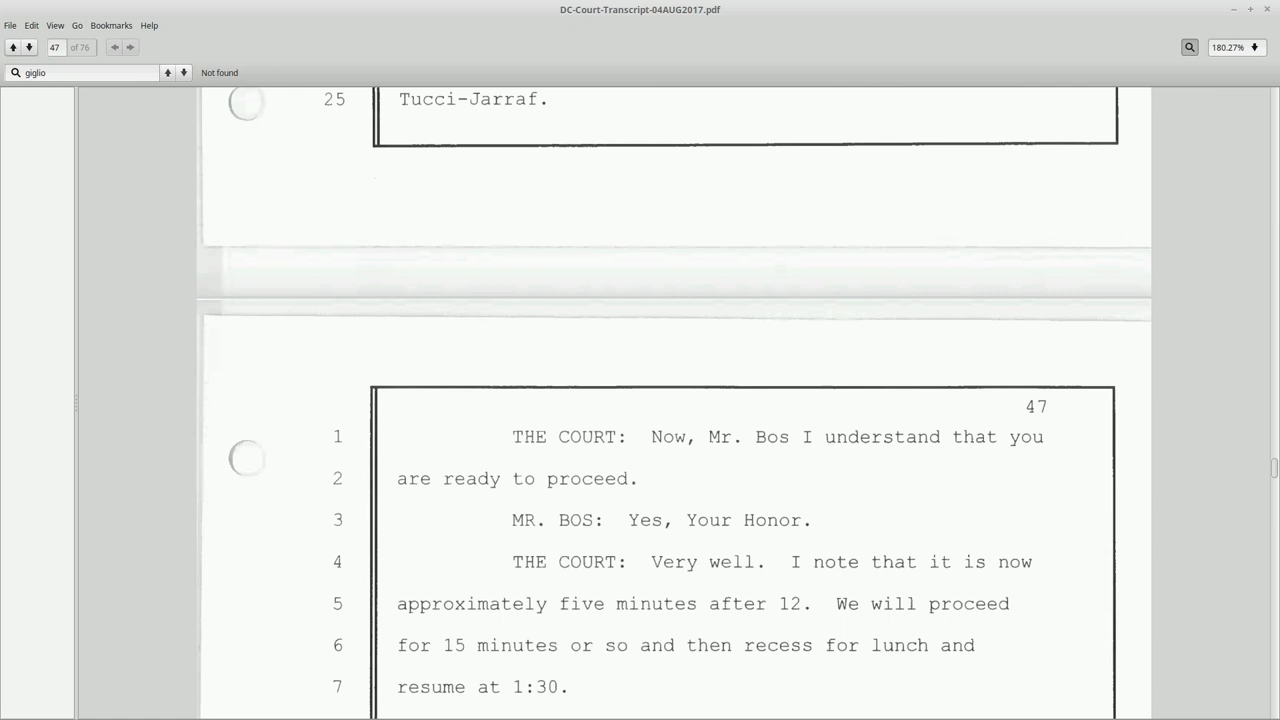 DC-Court-Transcript-04AUG2017.pdf
File Edit View Go Bookmarks Help
47 of 76 180.27%
giglio Not found
25 Tucci-Jarraf.
47
1 THE COURT: Now, Mr. Bos I understand that you
2 are ready to proceed.
3 MR. BOS: Yes, Your Honor.
4 THE COURT: Very well. I note that it is now
5 approximately five minutes after 12. We will proceed
6 for 15 minutes or so and then recess for lunch and
7 resume at 1:30.